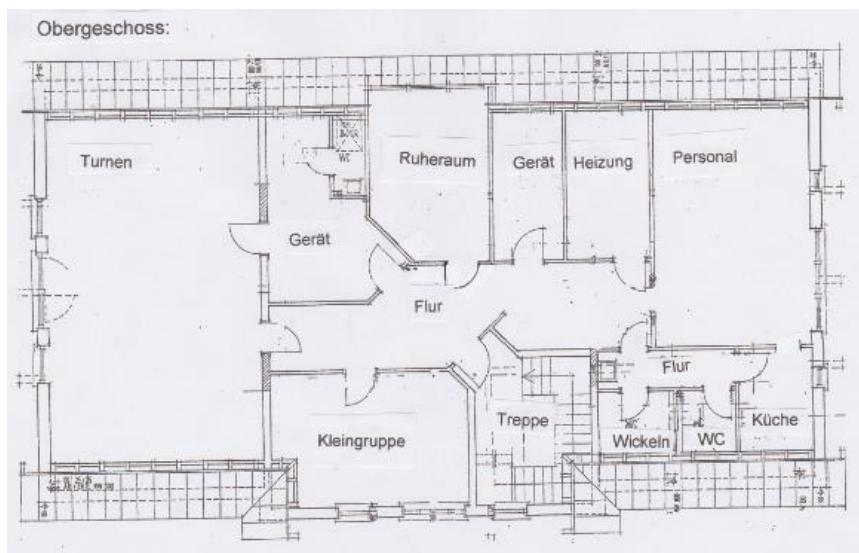 Obergeschoss:
Turnen
WC
Ruheraum
Gerät
Heizung
Personal
Gerät
Flur
Flur
Treppe
Küche
Kleingruppe
Wickeln
WC